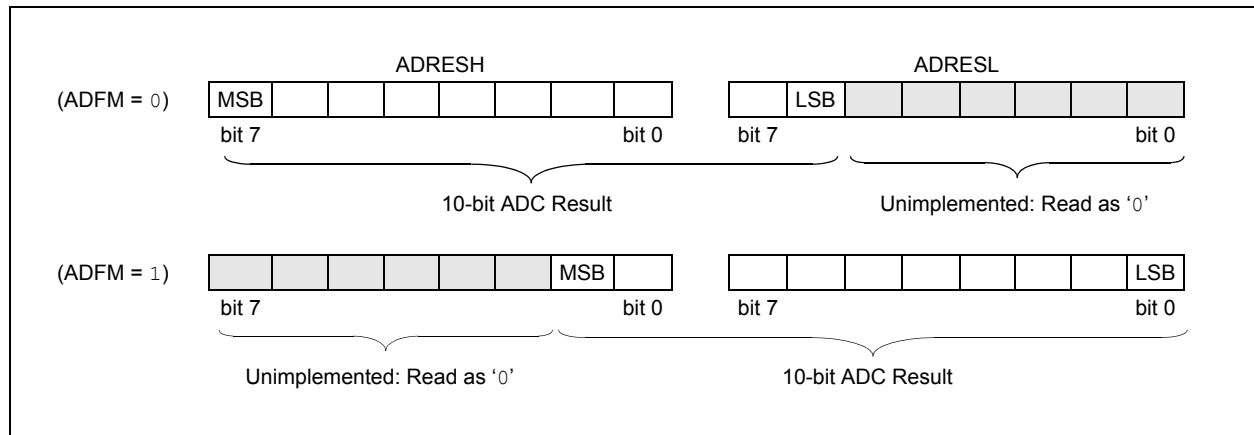 ADRESH ADRESL
(ADFM = 0) MSB LSB
bit 7 bit 0 bit 7 bit 0
10-bit ADC Result Unimplemented: Read as ‘0’
(ADFM = 1) MSB LSB
bit 7 bit 0 bit 7 bit 0
Unimplemented: Read as ‘0’ 10-bit ADC Result